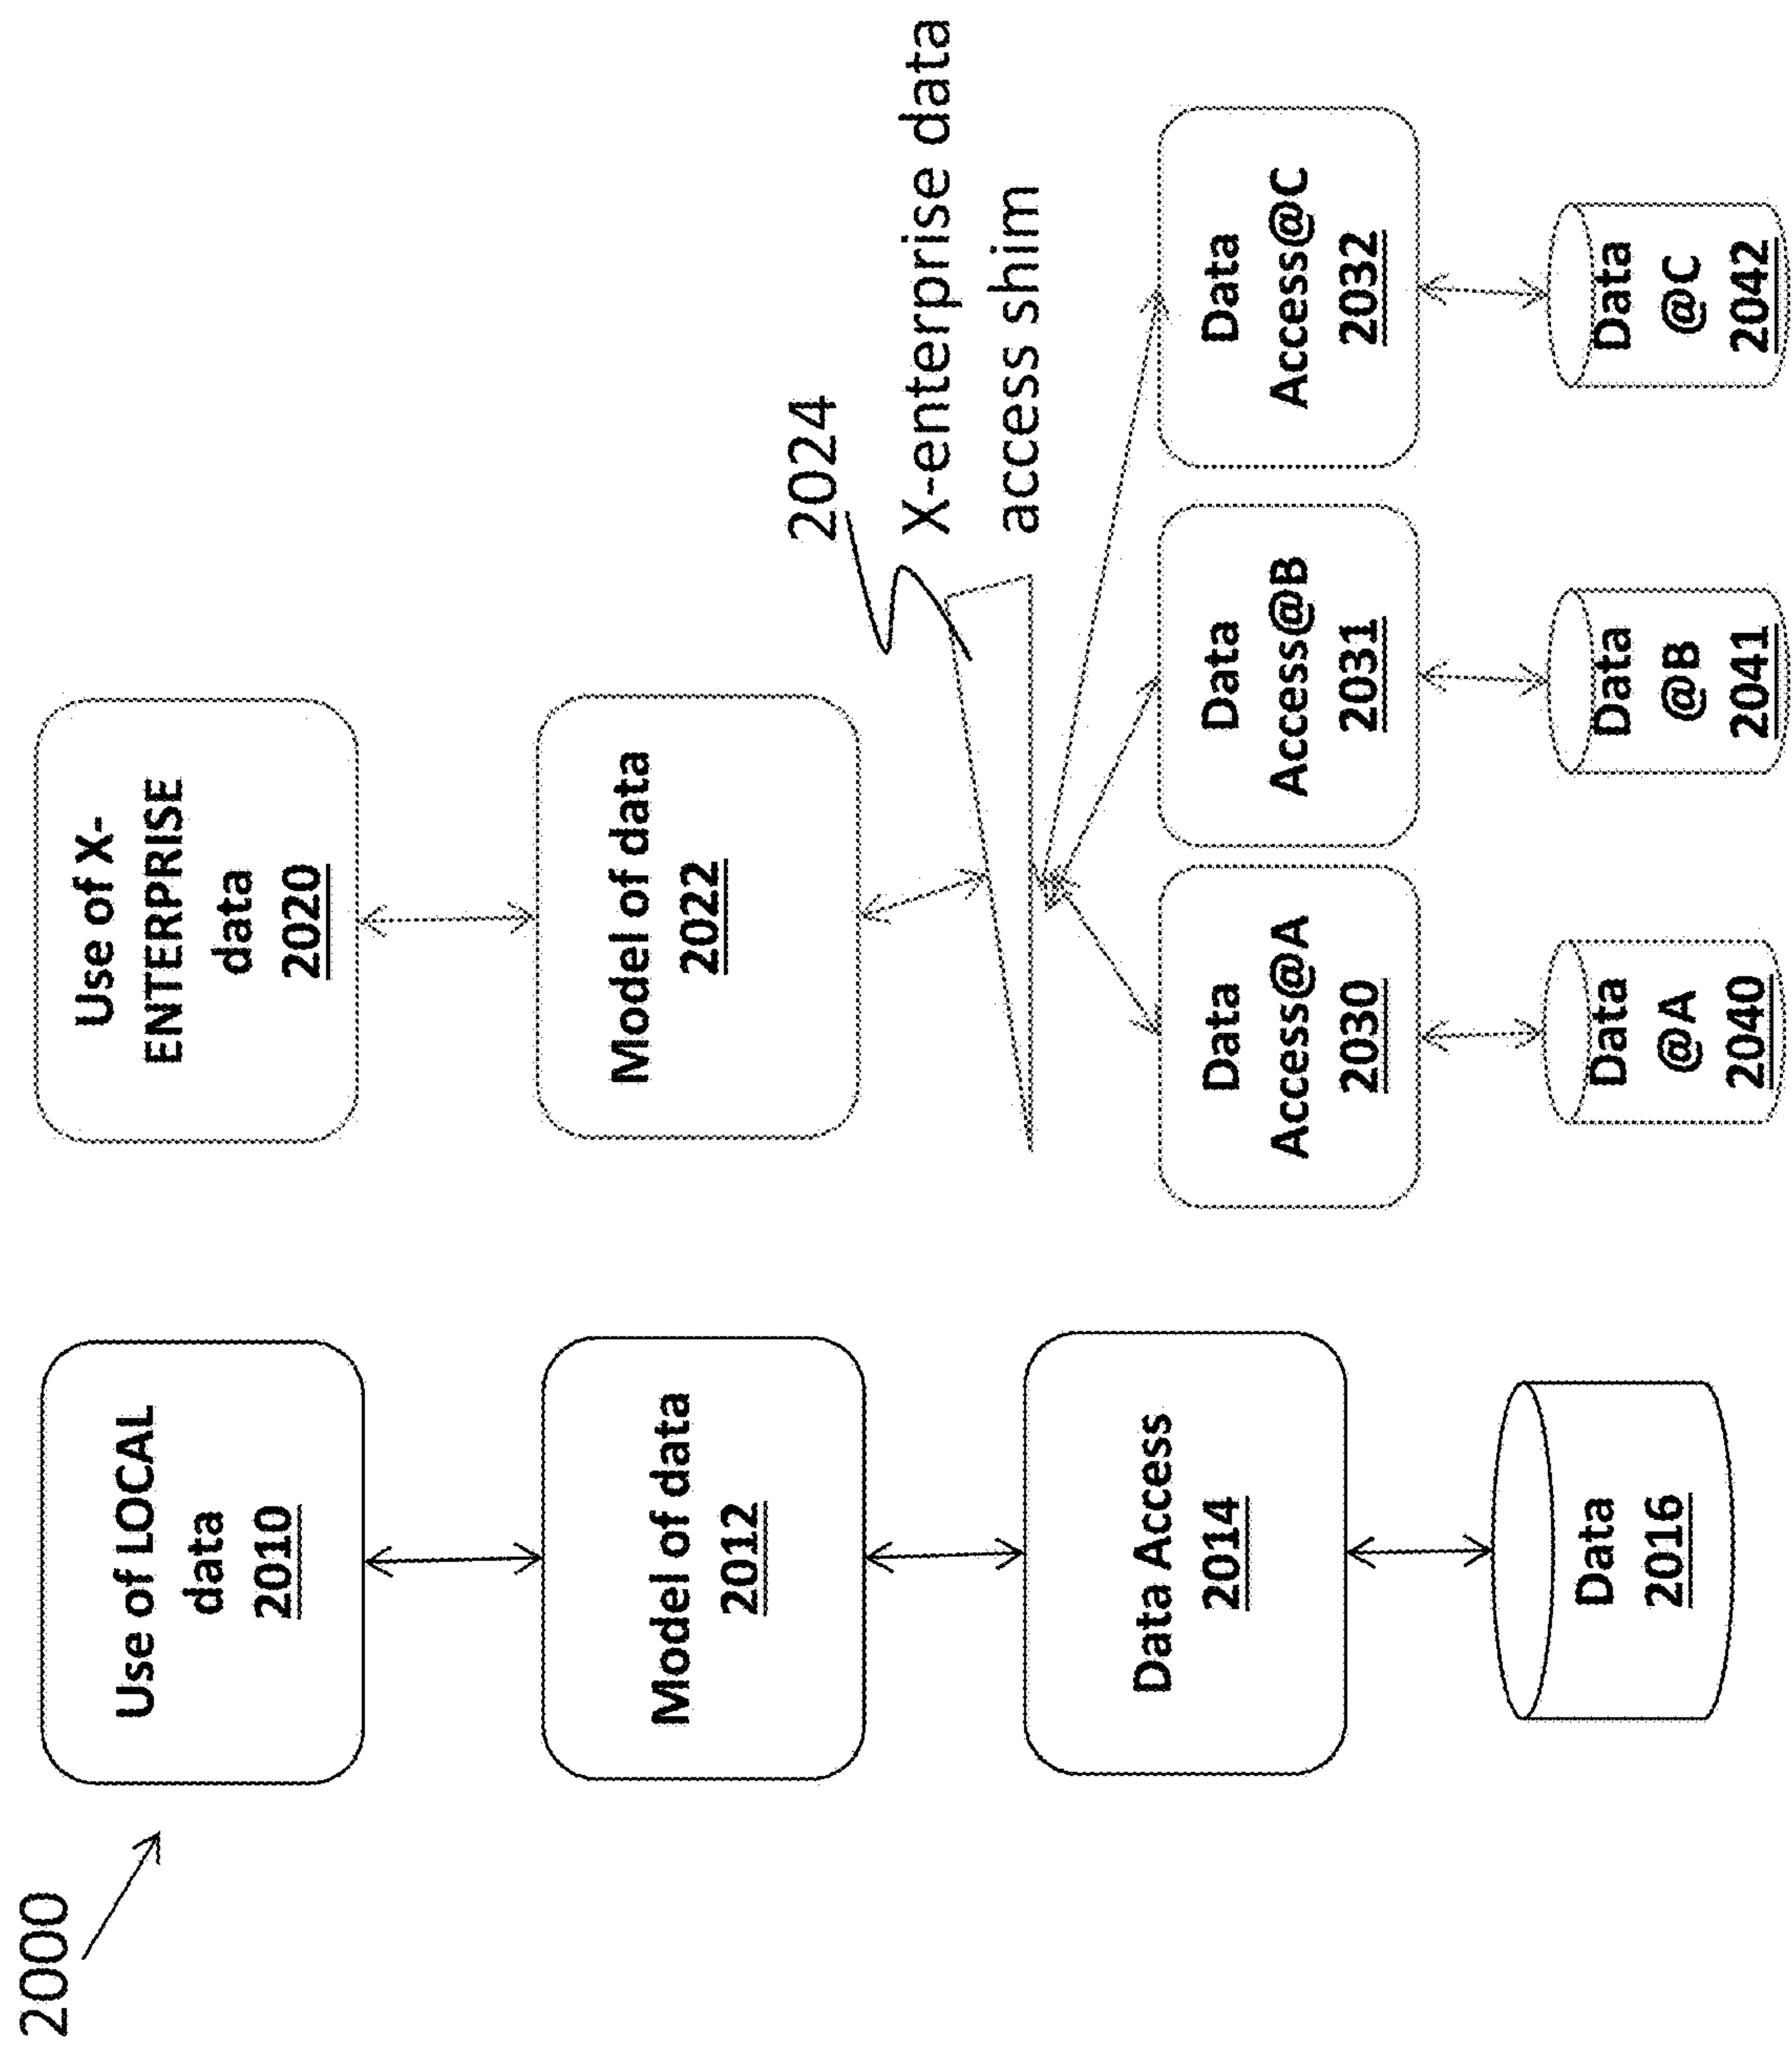 2000
Use of LOCAL
data
2010
Model of data
2012
Data Access
2014
Data
2016
Use of X-
ENTERPRISE
data
2020
Model of data
2022
2024
X-enterprise data
access shim
Data
Access@A
2030
Data
Access@B
2031
Data
Access@C
2032
Data
@A
2040
Data
@B
2041
Data
@C
2042